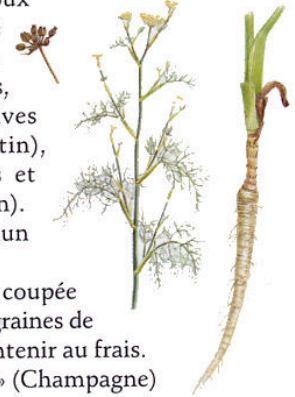 oux
s,
ves
tin),
s et
n).
un
coupée
graines de
ntenir au frais.
» (Champagne)